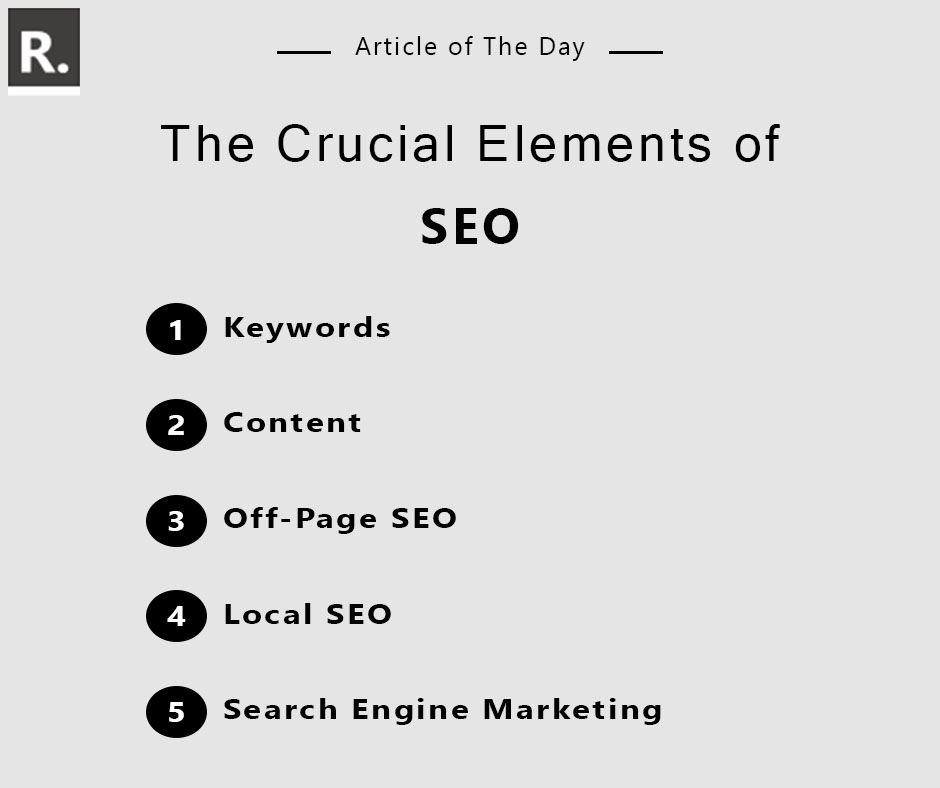 R.
Article of The Day
The Crucial Elements of
SEO
1 Keywords
2 Content
3 Off-Page SEO
4 Local SEO
5 Search Engine Marketing